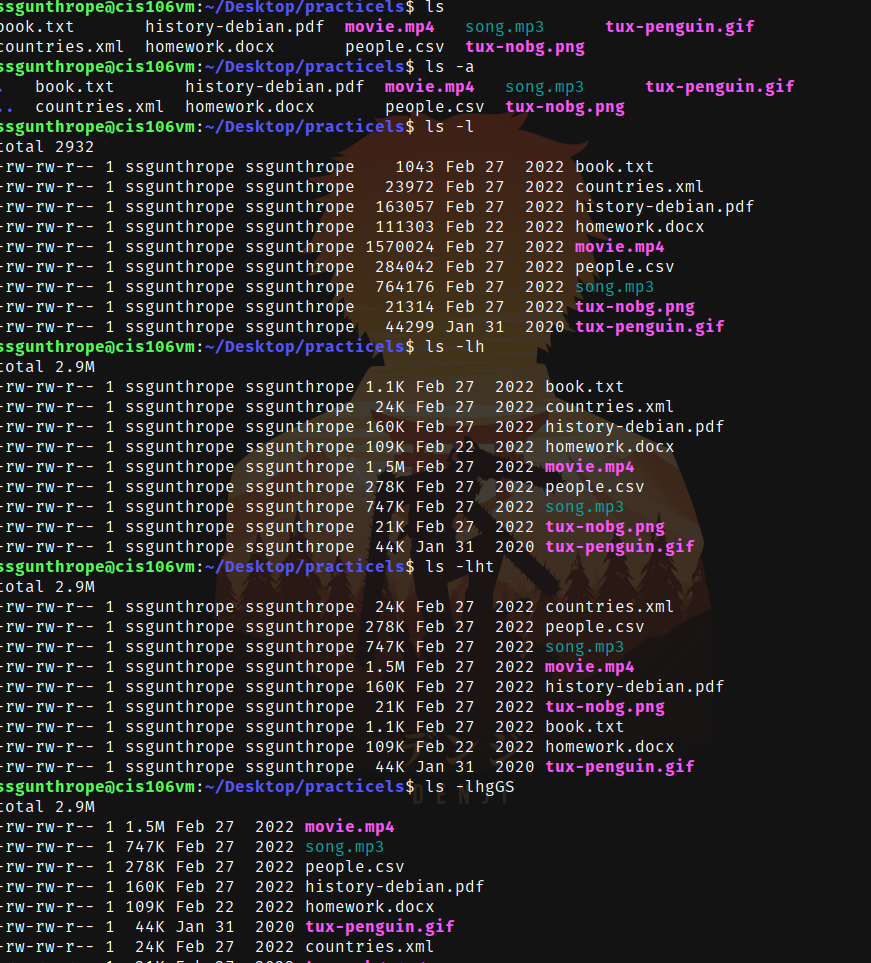 ssgunthrope@cis106vm:~/Desktop/practicels$ ls
book.txt history-debian.pdf movie.mp4 song.mp3 tux-penguin.gif
countries.xml homework.docx people.csv tux-nobg.png
ssgunthrope@cis106vm:~/Desktop/practicels$ ls -a
. book.txt history-debian.pdf movie.mp4 song.mp3 tux-penguin.gif
.. countries.xml homework.docx people.csv tux-nobg.png
ssgunthrope@cis106vm:~/Desktop/practicels$ ls -l
total 2932
-rw-rw-r-- 1 ssgunthrope ssgunthrope 1043 Feb 27 2022 book.txt
-rw-rw-r-- 1 ssgunthrope ssgunthrope 23972 Feb 27 2022 countries.xml
-rw-rw-r-- 1 ssgunthrope ssgunthrope 163057 Feb 27 2022 history-debian.pdf
-rw-rw-r-- 1 ssgunthrope ssgunthrope 111303 Feb 22 2022 homework.docx
-rw-rw-r-- 1 ssgunthrope ssgunthrope 1570024 Feb 27 2022 movie.mp4
-rw-rw-r-- 1 ssgunthrope ssgunthrope 284042 Feb 27 2022 people.csv
-rw-rw-r-- 1 ssgunthrope ssgunthrope 764176 Feb 27 2022 song.mp3
-rw-rw-r-- 1 ssgunthrope ssgunthrope 21314 Feb 27 2022 tux-nobg.png
-rw-rw-r-- 1 ssgunthrope ssgunthrope 44299 Jan 31 2020 tux-penguin.gif
ssgunthrope@cis106vm:~/Desktop/practicels$ ls -lh
total 2.9M
-rw-rw-r-- 1 ssgunthrope ssgunthrope 1.1K Feb 27 2022 book.txt
-rw-rw-r-- 1 ssgunthrope ssgunthrope 24K Feb 27 2022 countries.xml
-rw-rw-r-- 1 ssgunthrope ssgunthrope 160K Feb 27 2022 history-debian.pdf
-rw-rw-r-- 1 ssgunthrope ssgunthrope 109K Feb 22 2022 homework.docx
-rw-rw-r-- 1 ssgunthrope ssgunthrope 1.5M Feb 27 2022 movie.mp4
-rw-rw-r-- 1 ssgunthrope ssgunthrope 278K Feb 27 2022 people.csv
-rw-rw-r-- 1 ssgunthrope ssgunthrope 747K Feb 27 2022 song.mp3
-rw-rw-r-- 1 ssgunthrope ssgunthrope 21K Feb 27 2022 tux-nobg.png
-rw-rw-r-- 1 ssgunthrope ssgunthrope 44K Jan 31 2020 tux-penguin.gif
ssgunthrope@cis106vm:~/Desktop/practicels$ ls -lht
total 2.9M
-rw-rw-r-- 1 ssgunthrope ssgunthrope 24K Feb 27 2022 countries.xml
-rw-rw-r-- 1 ssgunthrope ssgunthrope 278K Feb 27 2022 people.csv
-rw-rw-r-- 1 ssgunthrope ssgunthrope 747K Feb 27 2022 song.mp3
-rw-rw-r-- 1 ssgunthrope ssgunthrope 1.5M Feb 27 2022 movie.mp4
-rw-rw-r-- 1 ssgunthrope ssgunthrope 160K Feb 27 2022 history-debian.pdf
-rw-rw-r-- 1 ssgunthrope ssgunthrope 21K Feb 27 2022 tux-nobg.png
-rw-rw-r-- 1 ssgunthrope ssgunthrope 1.1K Feb 27 2022 book.txt
-rw-rw-r-- 1 ssgunthrope ssgunthrope 109K Feb 22 2022 homework.docx
-rw-rw-r-- 1 ssgunthrope ssgunthrope 44K Jan 31 2020 tux-penguin.gif
ssgunthrope@cis106vm:~/Desktop/practicels$ ls -lhgGS
DENJI
total 2.9M
-rw-rw-r-- 1 1.5M Feb 27 2022 movie.mp4
-rw-rw-r-- 1 747K Feb 27 2022 song.mp3
-rw-rw-r-- 1 278K Feb 27 2022 people.csv
-rw-rw-r-- 1 160K Feb 27 2022 history-debian.pdf
-rw-rw-r-- 1 109K Feb 22 2022 homework.docx
-rw-rw-r-- 1 44K Jan 31 2020 tux-penguin.gif
-rw-rw-r-- 1 24K Feb 27 2022 countries.xml